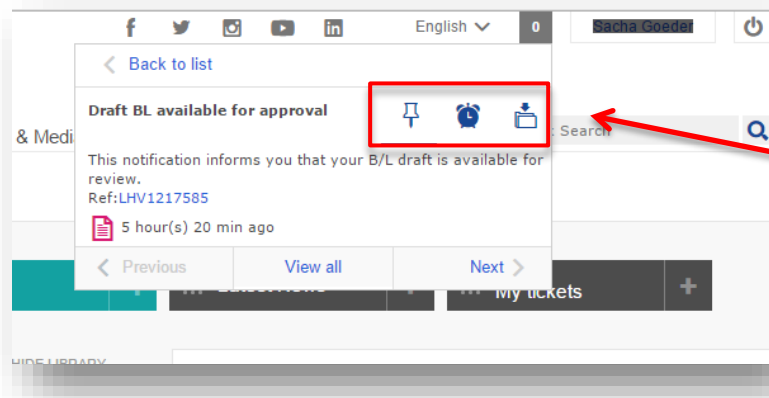 English
0
Sacha Goeder
Back to list
Draft BL available for approval
& Medi
Search
This notification informs you that your B/L draft is available for
review.
Ref:LHV1217585
5 hour(s) 20 min ago
Previous
View all
Next
My tickets